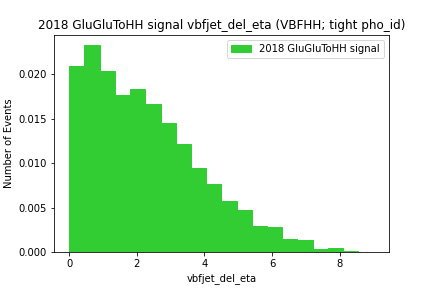 2018 GluGluToHH signal vbfjet_del_eta (VBFHH; tight pho_id)
2018 GluGluToHH signal
Number of Events
0.020
0.015
0.010
0.005
0.000
0 2 4 6 8
vbfjet_del_eta